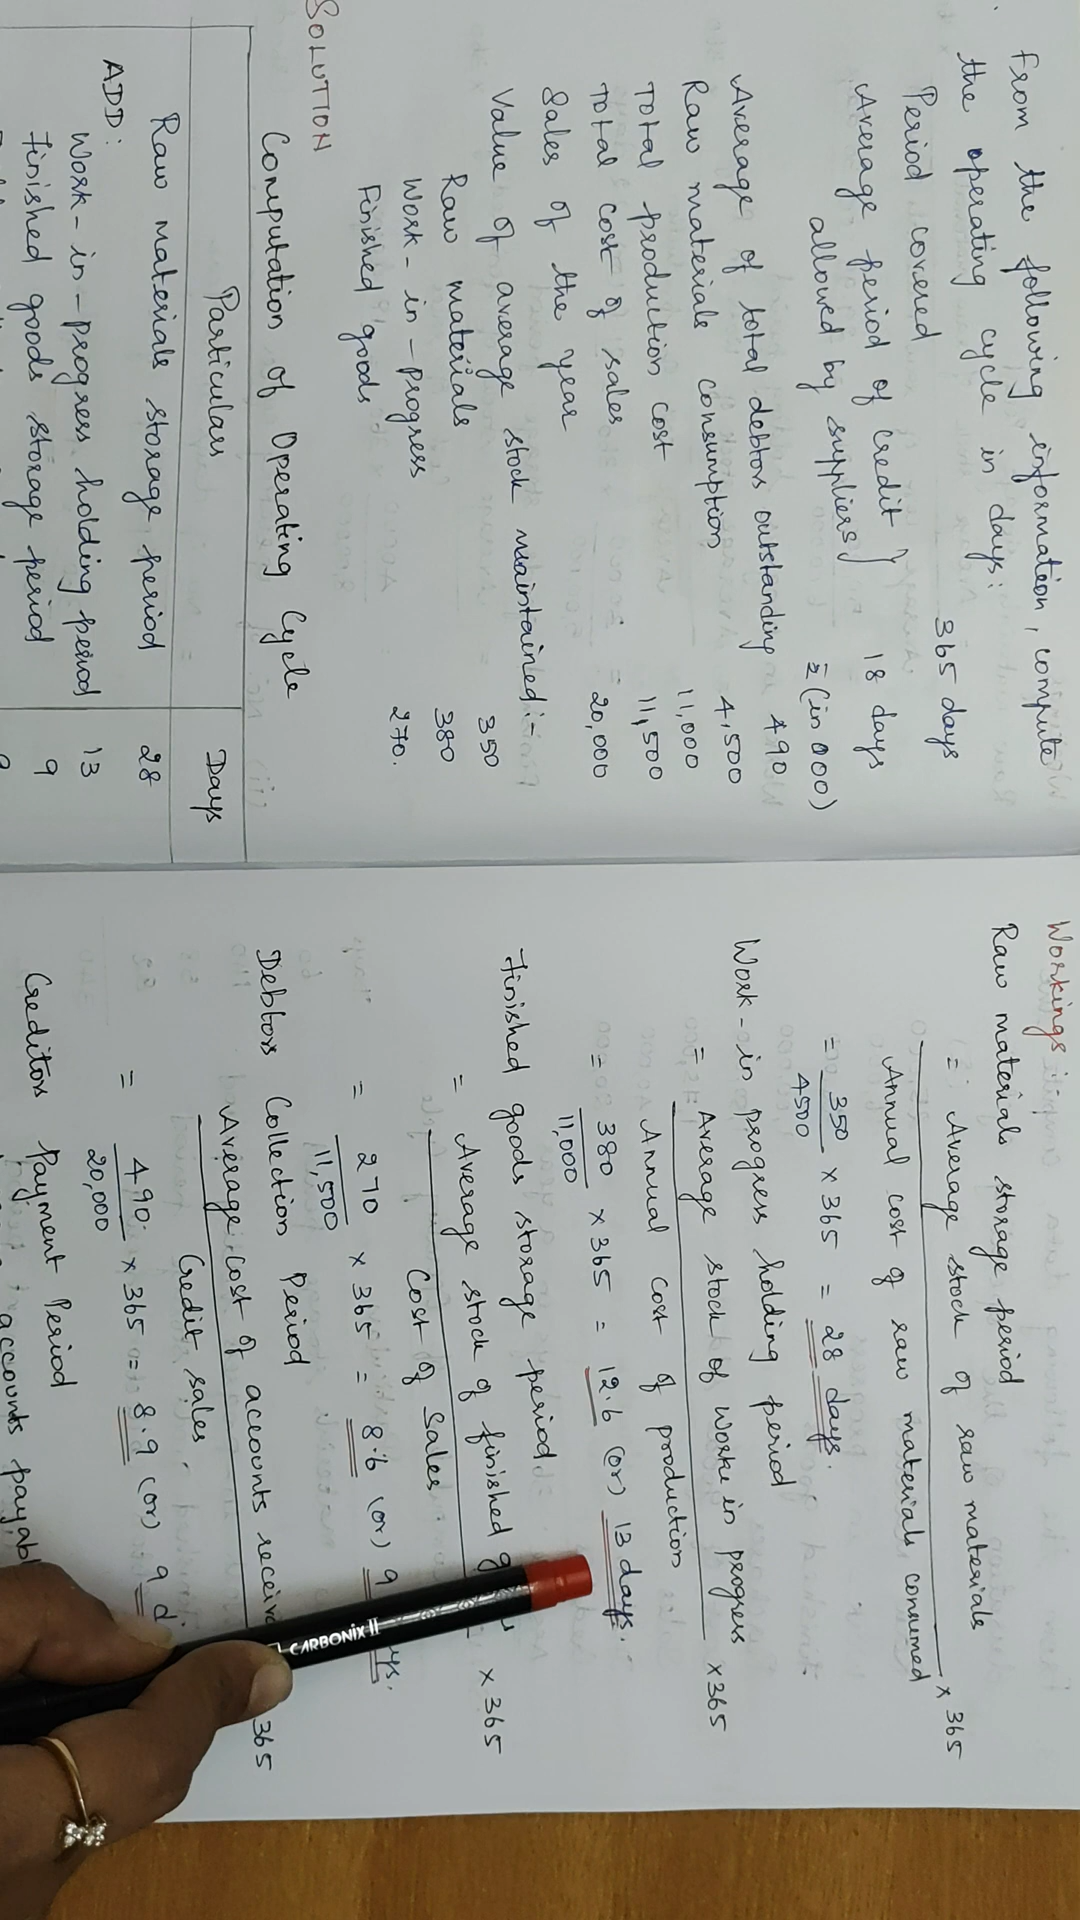 From the following information, compute
the operating cycle in days:
Period covered 365 days
Average period of credit } 18 days
allowed by suppliers }
₹ (in 000)
Average of total debtors outstanding 490
Raw materials consumption 4,500
Total production cost 11,000
Total cost of sales 11,500
Sales of the year 20,000
Value of average stock maintained:-
Raw materials 350
Work-in-progress 380
Finished goods 270.
SOLUTION
Computation of Operating Cycle
Particulars Days
Raw materials storage period 28
ADD:
Work-in-progress holding period 13
Finished goods storage period 9
Workings
Raw materials storage period
= Average stock of raw materials
Annual cost of raw materials consumed × 365
= 350
4500 × 365 = 28 days.
Work-in progress holding period
= Average stock of worke in progress
Annual cost of production × 365
= 380
11,000 × 365 = 12.6 (or) 13 days.
Finished goods storage period
= Average stock of finished
Cost of Sales × 365
= 270
11,500 × 365 = 8.6 (or) 9
Debtors Collection Period
Average cost of accounts
Credit sales 365
= 490
20,000 × 365 = 8.9 (or) 9
Creditors Payment Period
accounts
CARBONIX II